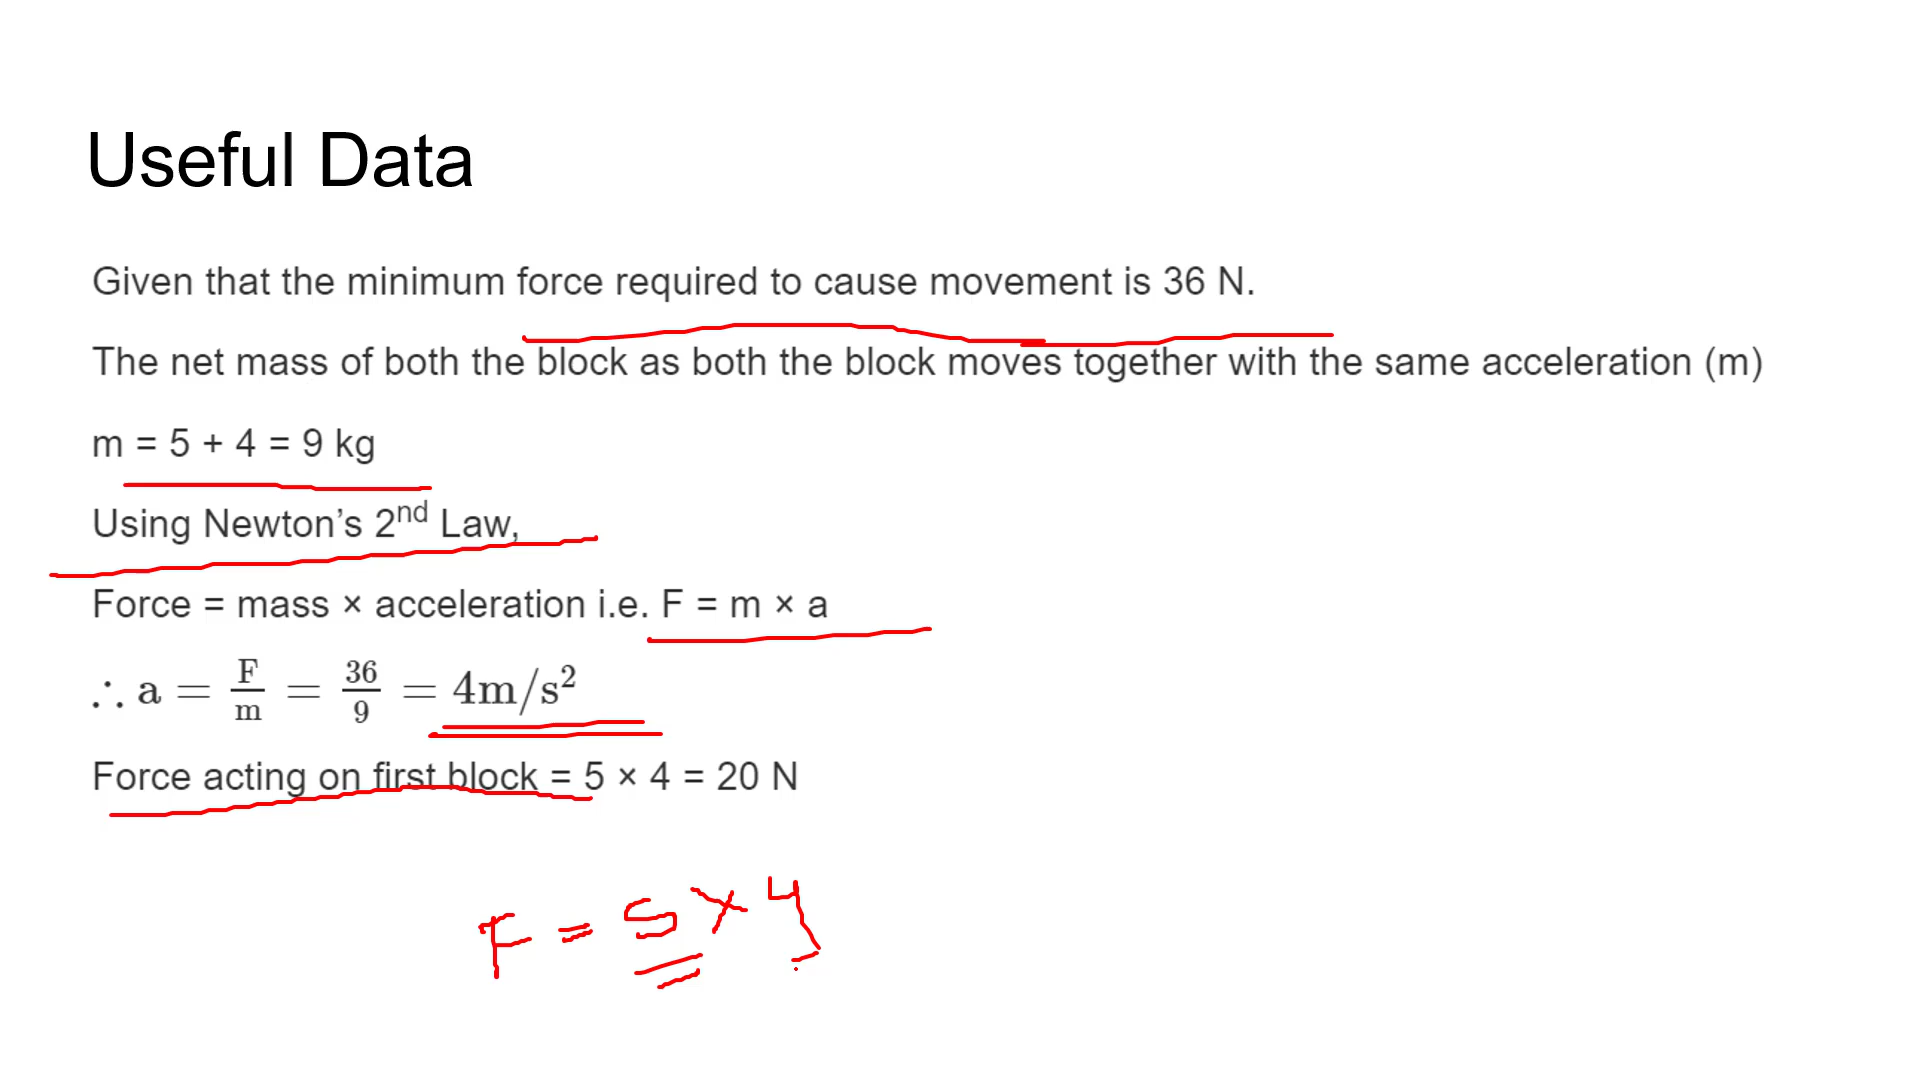 Useful Data
Given that the minimum force required to cause movement is 36 N.
The net mass of both the block as both the block moves together with the same acceleration (m)
m = 5 + 4 = 9 kg
Using Newton’s 2nd Law,
Force = mass × acceleration i.e. F = m × a
∴ a = F/m = 36/9 = 4m/s²
Force acting on first block = 5 × 4 = 20 N
F = 5 × 4